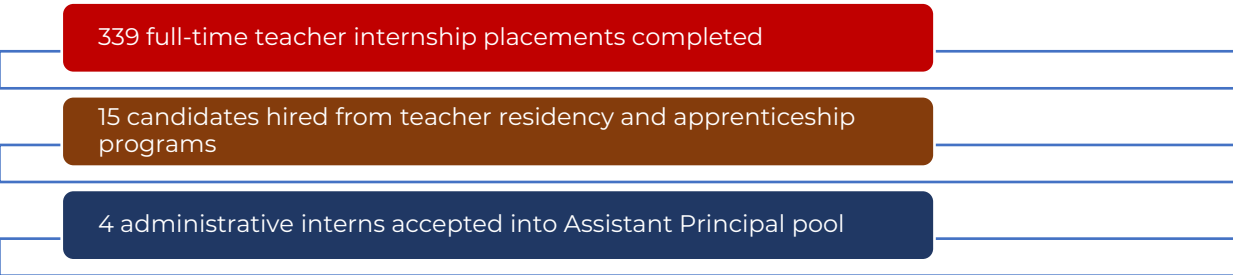 339 full-time teacher internship placements completed
15 candidates hired from teacher residency and apprenticeship
programs
4 administrative interns accepted into Assistant Principal pool